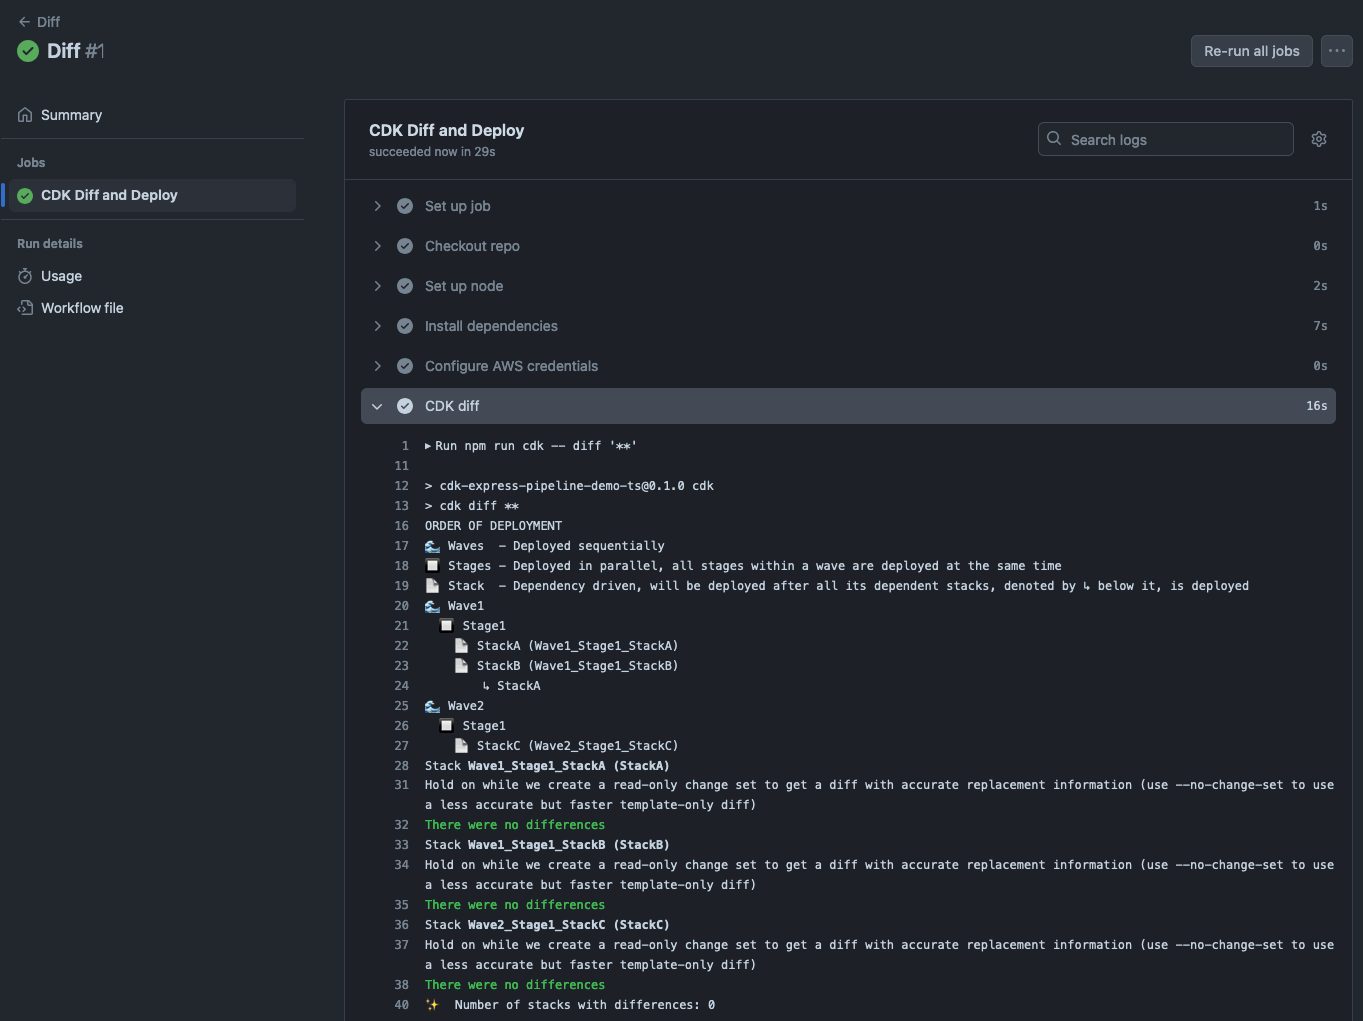 ← Diff
Diff #1
Re-run all jobs
Summary
Jobs
CDK Diff and Deploy
Run details
Usage
Workflow file
CDK Diff and Deploy
succeeded now in 29s
Search logs
Set up job 1s
Checkout repo 0s
Set up node 2s
Install dependencies 7s
Configure AWS credentials 0s
CDK diff 16s
1 ▶ Run npm run cdk -- diff '**'
11
12 > cdk-express-pipeline-demo-ts@0.1.0 cdk
13 > cdk diff **
16 ORDER OF DEPLOYMENT
17 🌊 Waves - Deployed sequentially
18 🔲 Stages - Deployed in parallel, all stages within a wave are deployed at the same time
19 📄 Stack - Dependency driven, will be deployed after all its dependent stacks, denoted by ↳ below it, is deployed
20 🌊 Wave1
21 🔲 Stage1
22 📄 StackA (Wave1_Stage1_StackA)
23 📄 StackB (Wave1_Stage1_StackB)
24 ↳ StackA
25 🌊 Wave2
26 🔲 Stage1
27 📄 StackC (Wave2_Stage1_StackC)
28 Stack Wave1_Stage1_StackA (StackA)
31 Hold on while we create a read-only change set to get a diff with accurate replacement information (use --no-change-set to use
a less accurate but faster template-only diff)
32 There were no differences
33 Stack Wave1_Stage1_StackB (StackB)
34 Hold on while we create a read-only change set to get a diff with accurate replacement information (use --no-change-set to use
a less accurate but faster template-only diff)
35 There were no differences
36 Stack Wave2_Stage1_StackC (StackC)
37 Hold on while we create a read-only change set to get a diff with accurate replacement information (use --no-change-set to use
a less accurate but faster template-only diff)
38 There were no differences
40 ✨ Number of stacks with differences: 0